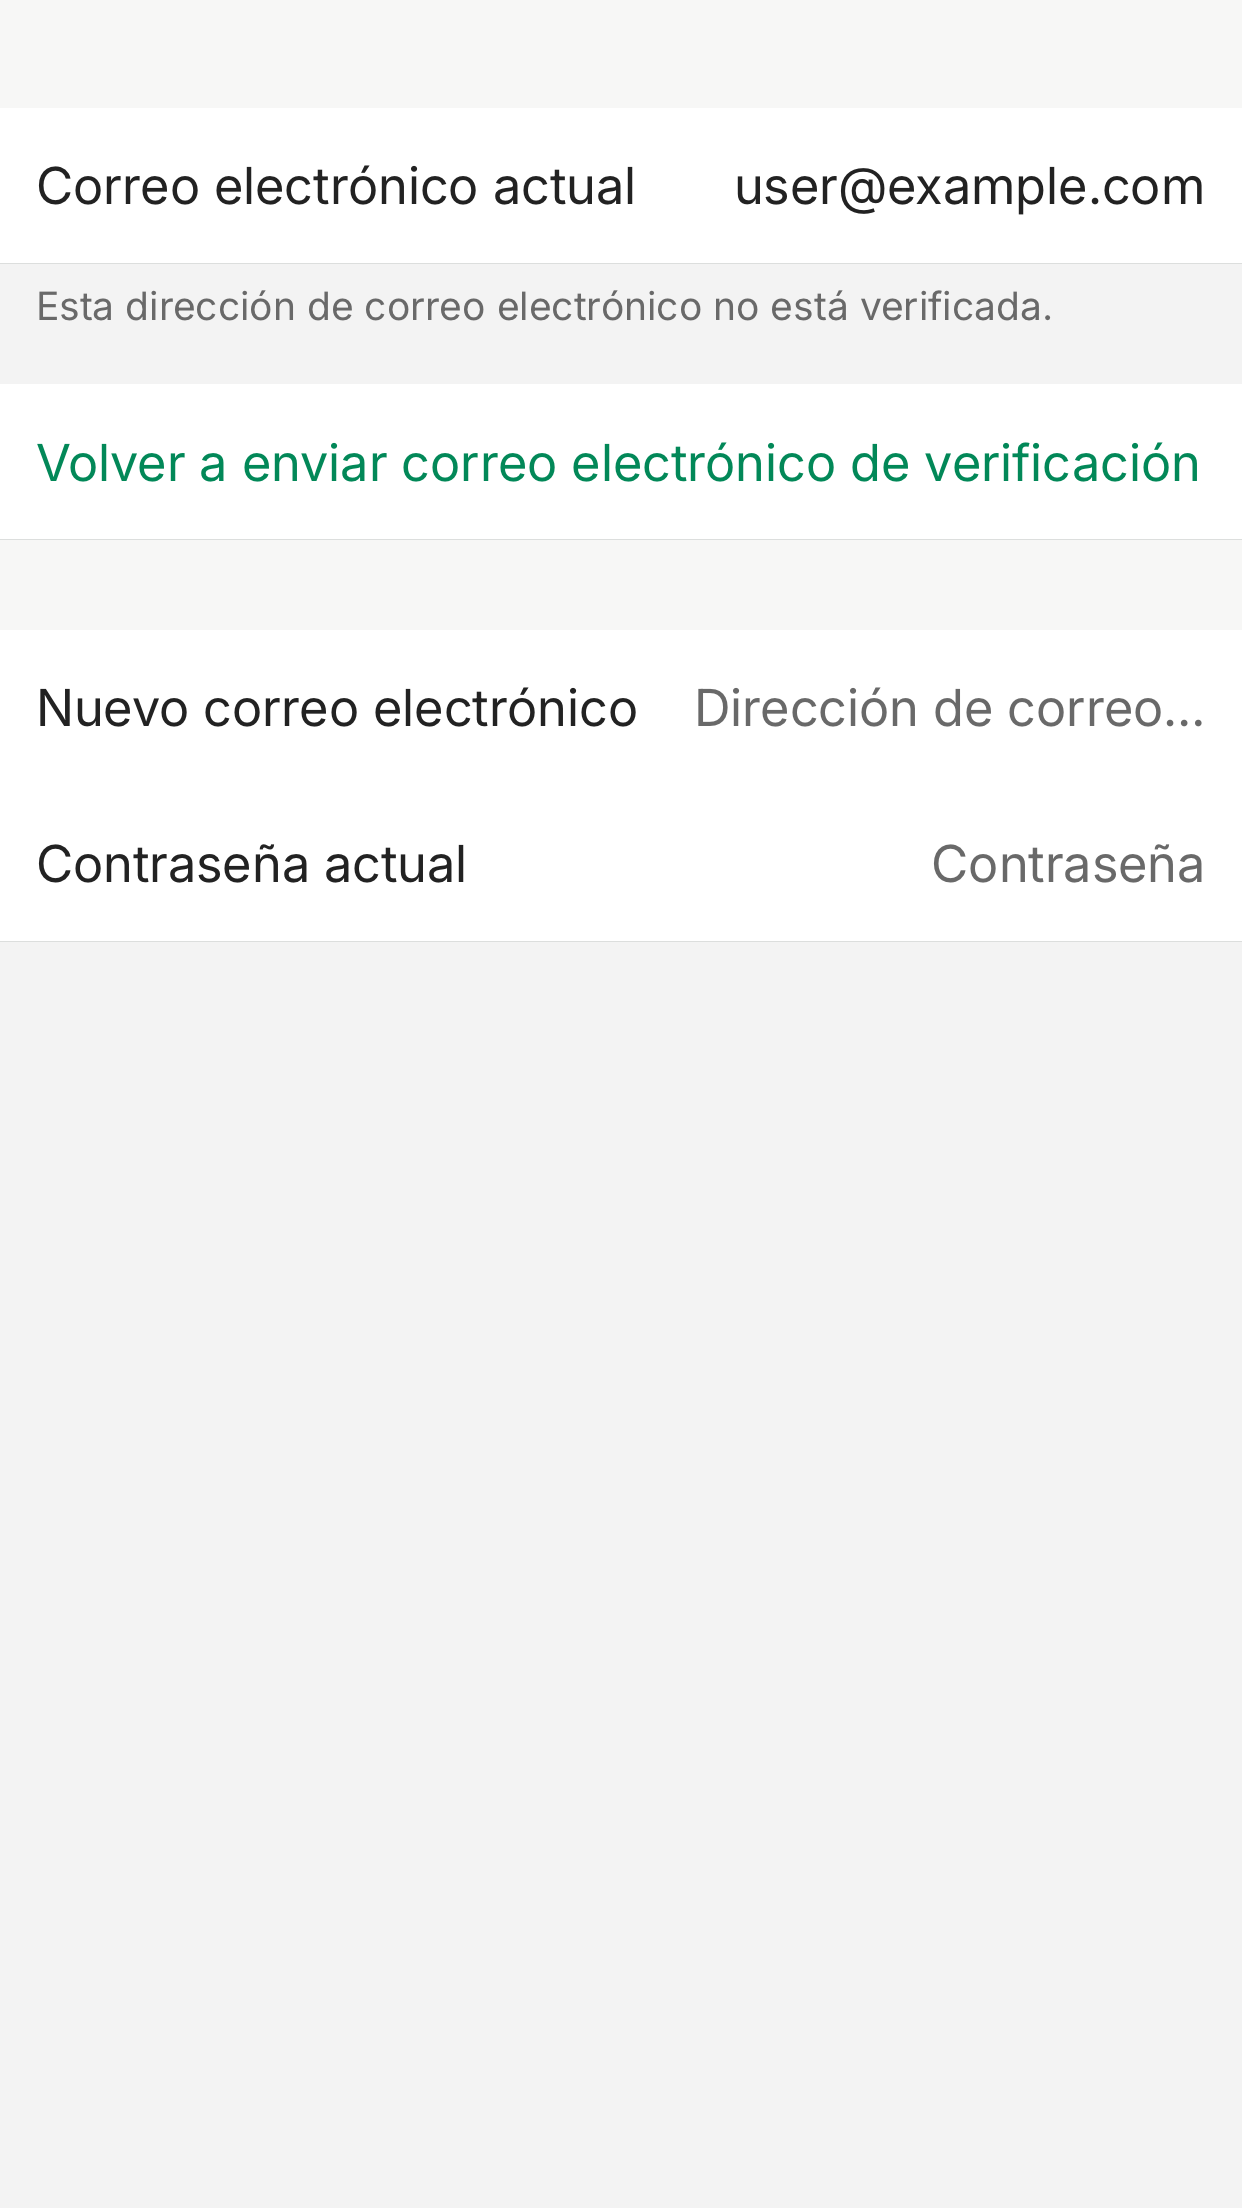 Correo electrónico actual user@example.com
Esta dirección de correo electrónico no está verificada.
Volver a enviar correo electrónico de verificación
Nuevo correo electrónico Dirección de correo...
Contraseña actual Contraseña